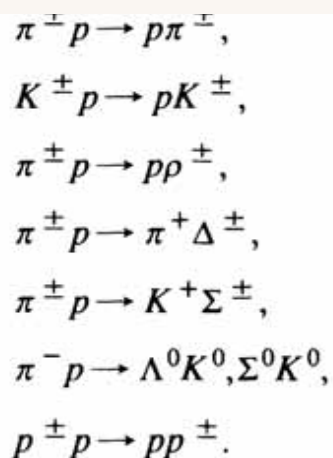 π ± p → pπ ±,
K ± p → pK ±,
π ± p → pρ ±,
π ± p → π + Δ ±,
π ± p → K + Σ ±,
π − p → Λ0K0,Σ0K0,
p ± p → pp ±.